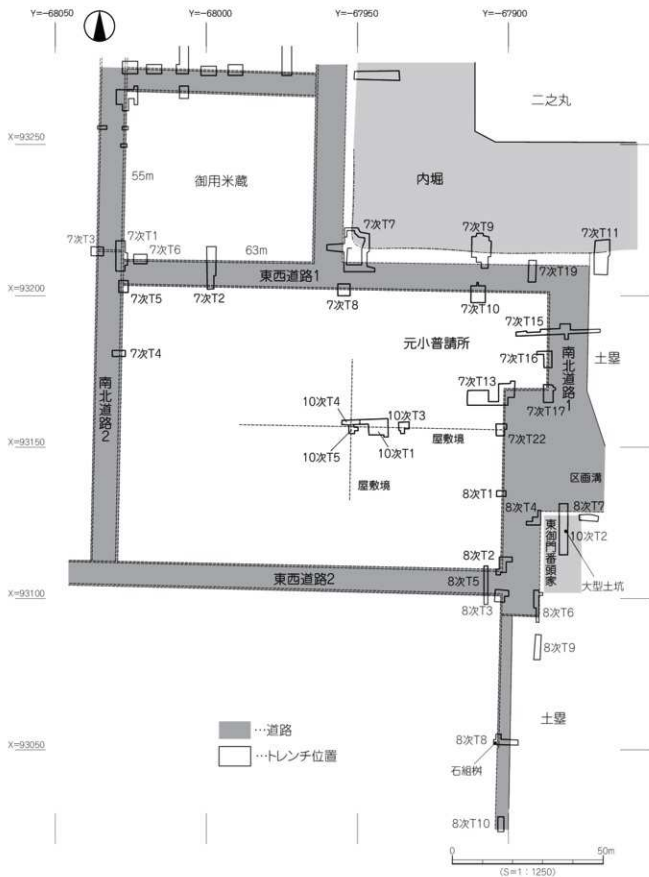 Y=-68050
Y=-68000
Y=-67950
Y=-67900
二之丸
X=93250
内堀
御用米蔵
55m
63m
7次T7
7次T9
7次T11
7次T3
7次T1
7次T6
東西道路1
7次T19
X=93200
7次T5
7次T2
7次T8
7次T10
7次T15
元小普請所
土塁
7次T16
南北道路1
7次T4
7次T13
7次T17
南北道路2
10次T4
10次T3
X=93150
10次T5
10次T1
屋敷境
7次T22
屋敷境
区画溝
8次T1
8次T4
8次T7
10次T2
東御門番頭家
8次T2
大型土坑
東西道路2
8次T5
X=93100
8次T3
8次T6
8次T9
土塁
…道路
8次T8
X=93050
…トレンチ位置
石組桝
8次T10
0
50m
(S=1:1250)